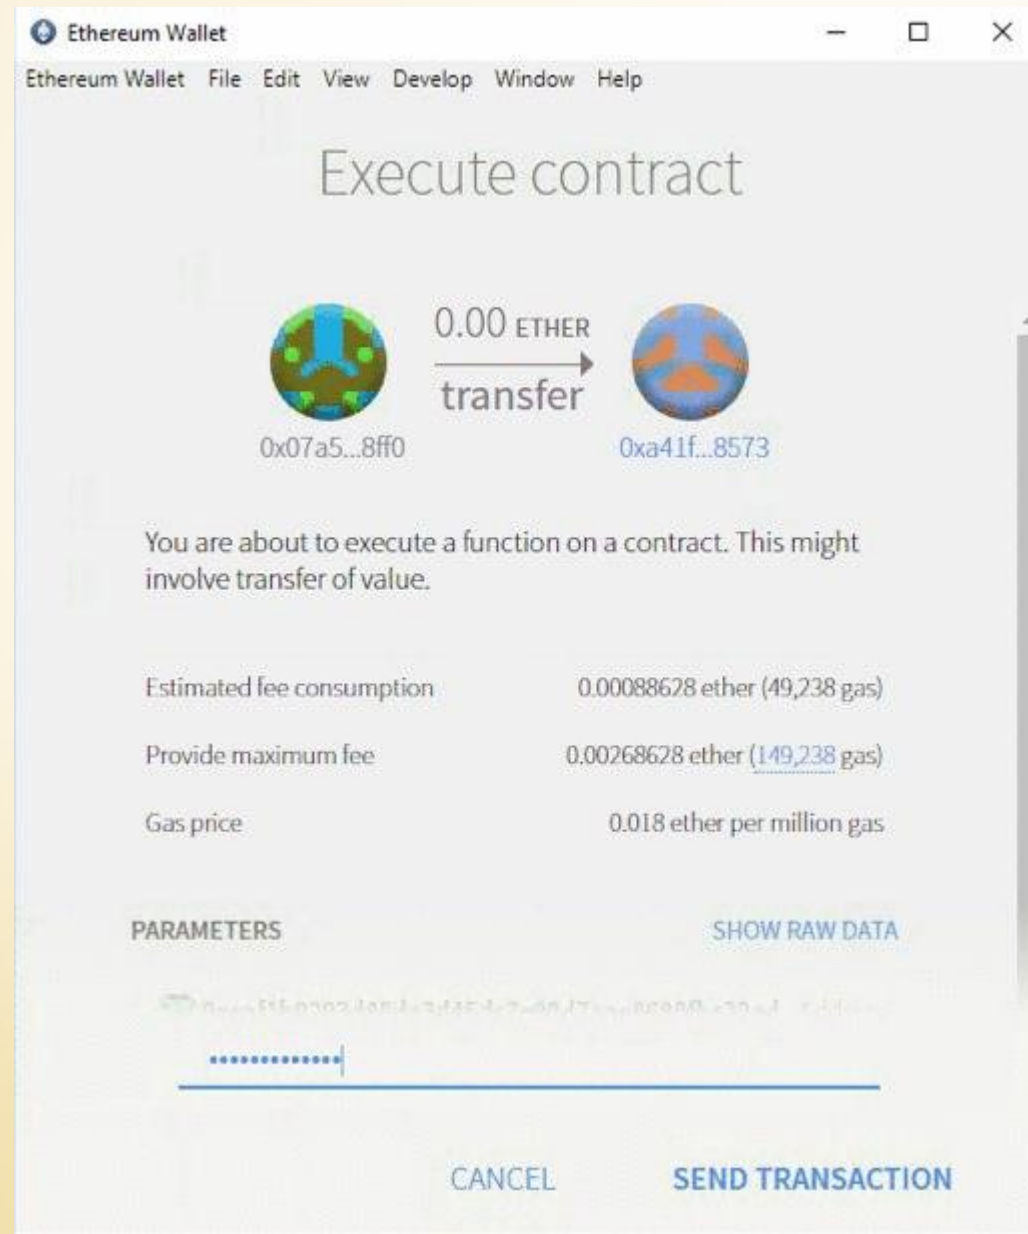 Ethereum Wallet
Ethereum Wallet File Edit View Develop Window Help
Execute contract
0.00 ETHER
transfer
0x07a5...8ff0 0xa41f...8573
You are about to execute a function on a contract. This might
involve transfer of value.
Estimated fee consumption 0.00088628 ether (49,238 gas)
Provide maximum fee 0.00268628 ether (149,238 gas)
Gas price 0.018 ether per million gas
PARAMETERS SHOW RAW DATA
CANCEL SEND TRANSACTION